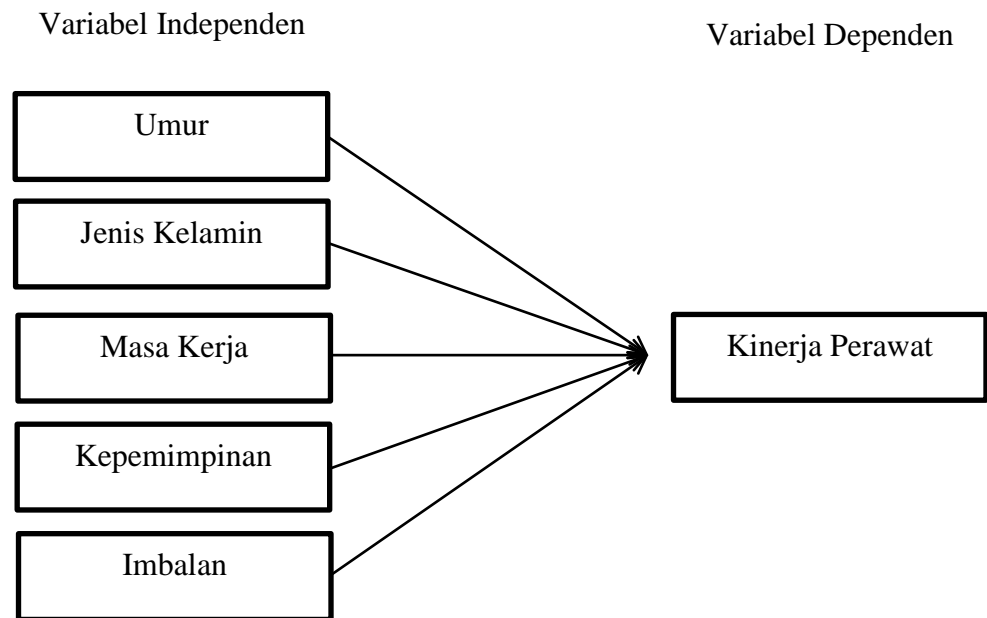 Variabel Independen
Variabel Dependen
Umur
Jenis Kelamin
Masa Kerja
Kinerja Perawat
Kepemimpinan
Imbalan